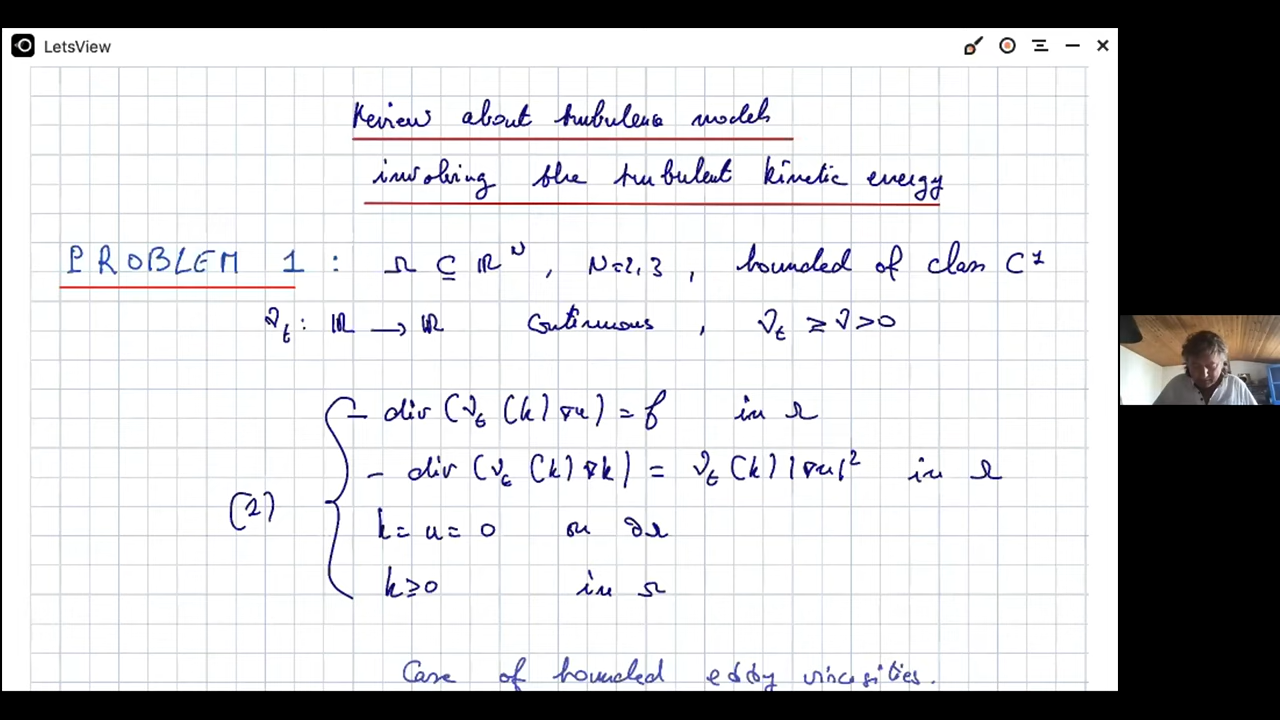 LetsView
Review about turbulence models
involving the turbulent kinetic energy
PROBLEM 1 : Ω ⊆ ℝᴺ, N=2,3, bounded of class C¹
ν_t : ℝ → ℝ continuous, ν_t ≥ ν > 0
- div (ν_t (k) ∇u) = f in Ω
- div (ν_t (k) ∇k) = ν_t (k) |∇u|² in Ω
(2)
k = u = 0 on ∂Ω
k ≥ 0 in Ω
Case of bounded eddy viscosities.